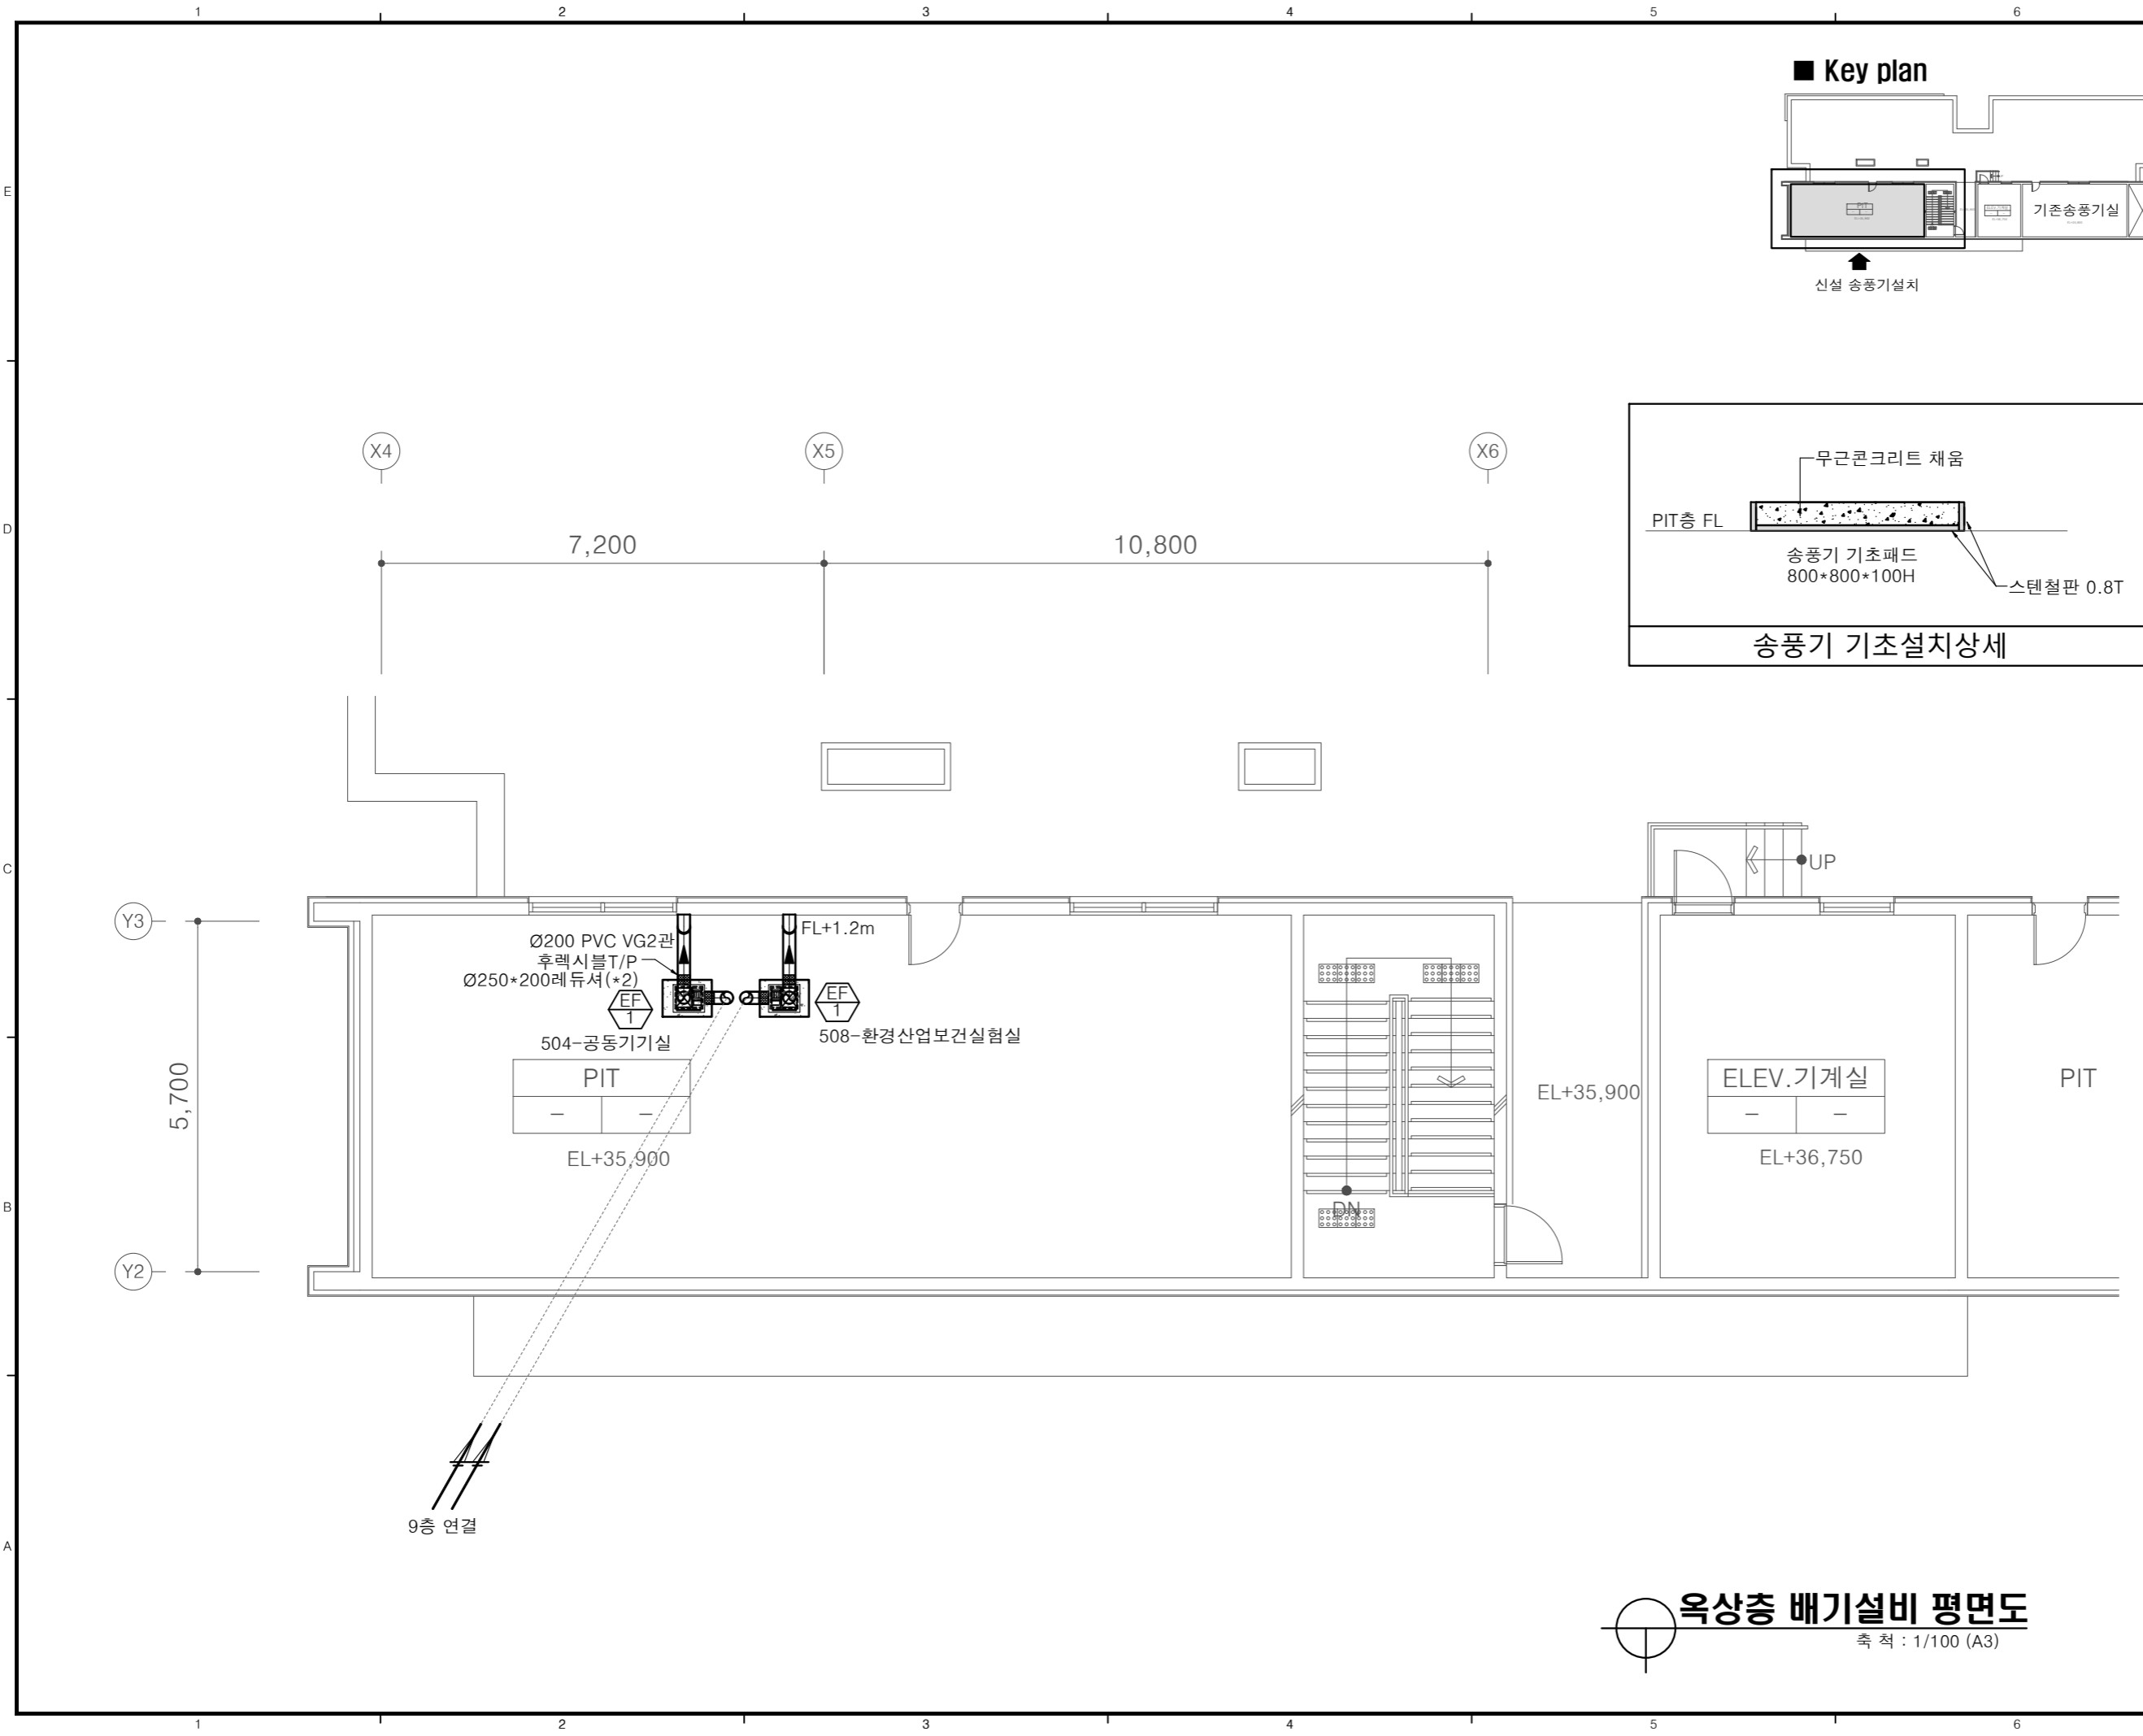 1 2 3 4 5 6
■ Key plan
E
PIT
기존송풍기실
신설 송풍기설치
X4 X5 X6
무근콘크리트 채움
D
PIT층 FL
7,200 10,800
송풍기 기초패드
800*800*100H
스텐철판 0.8T
송풍기 기초설치상세
C
UP
Y3
FL+1.2m
Ø200 PVC VG2관
후렉시블T/P
Ø250*200레듀셔(*2)
EF
1
EF
1
504-공동기기실
508-환경산업보건실험실
5,700
PIT
- -
EL+35,900
EL+35,900
ELEV.기계실
- -
EL+36,750
PIT
B
DN
Y2
9층 연결
A
옥상층 배기설비 평면도
축 척 : 1/100 (A3)
1 2 3 4 5 6